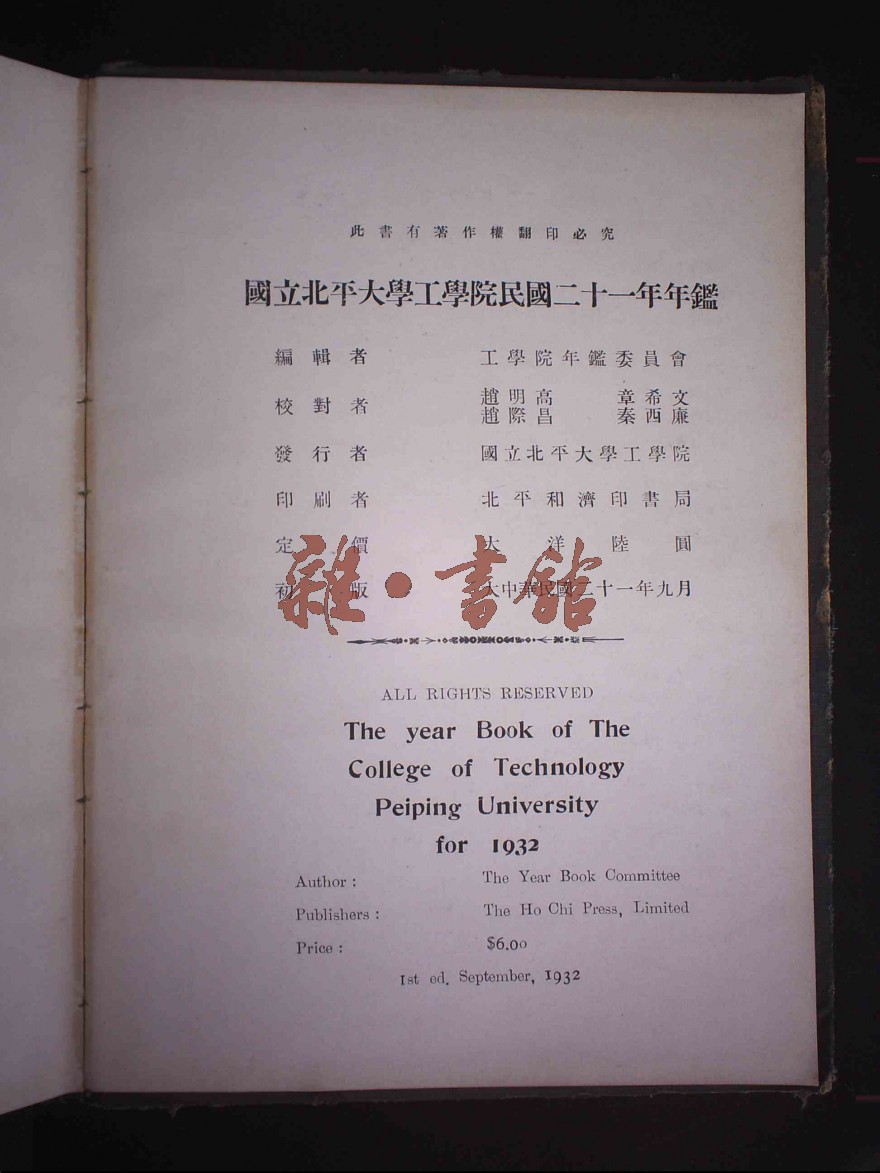 此書有著作權翻印必究
國立北平大學工學院民國二十一年年鑑
編輯者 工學院年鑑委員會
校對者 趙明高 章希文
趙際昌 秦西廉
發行者 國立北平大學工學院
印刷者 北平和濟印書局
定價 大洋陸圓
初版 大中華民國二十一年九月
雜·書館
ALL RIGHTS RESERVED
The year Book of The
College of Technology
Peiping University
for 1932
Author : The Year Book Committee
Publishers : The Ho Chi Press, Limited
Price : $6.00
1st ed. September, 1932